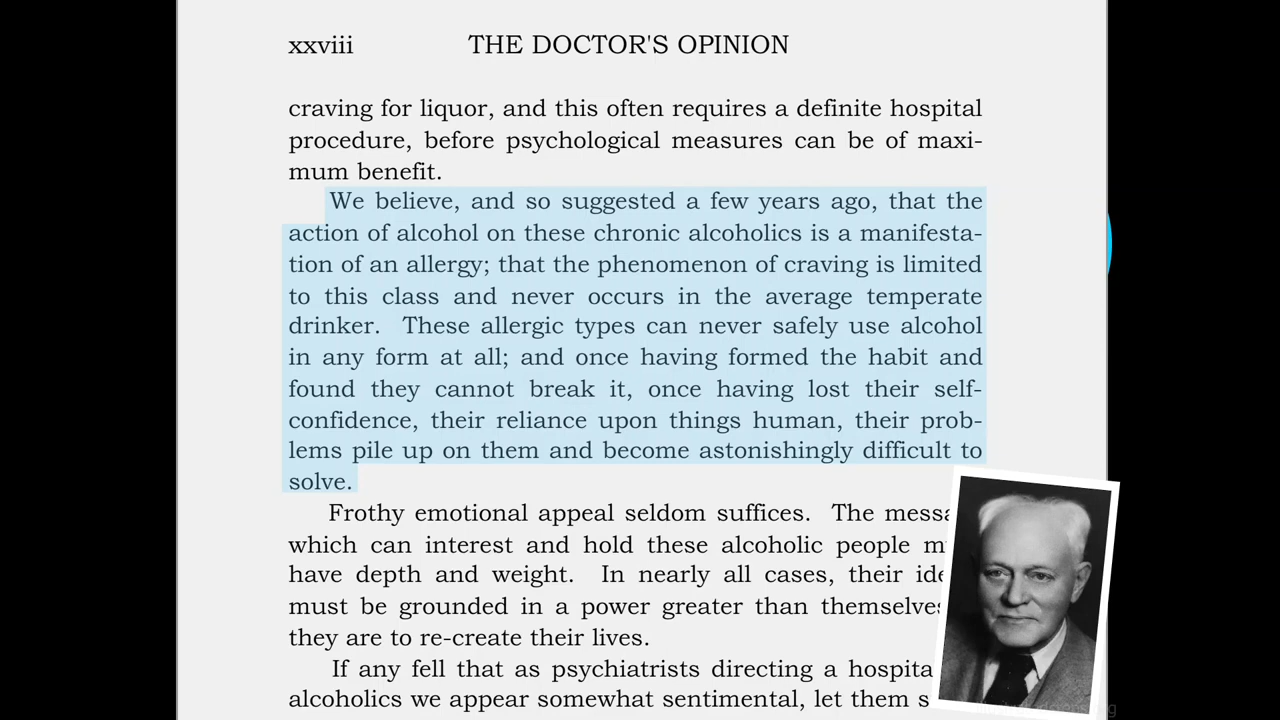 xxviii THE DOCTOR'S OPINION
craving for liquor, and this often requires a definite hospital
procedure, before psychological measures can be of maxi-
mum benefit.
We believe, and so suggested a few years ago, that the
action of alcohol on these chronic alcoholics is a manifesta-
tion of an allergy; that the phenomenon of craving is limited
to this class and never occurs in the average temperate
drinker. These allergic types can never safely use alcohol
in any form at all; and once having formed the habit and
found they cannot break it, once having lost their self-
confidence, their reliance upon things human, their prob-
lems pile up on them and become astonishingly difficult to
solve.
Frothy emotional appeal seldom suffices. The
which can interest and hold these alcoholic people
have depth and weight. In nearly all cases, their
must be grounded in a power greater than themselves
they are to re-create their lives.
If any fell that as psychiatrists directing a
alcoholics we appear somewhat sentimental, let them